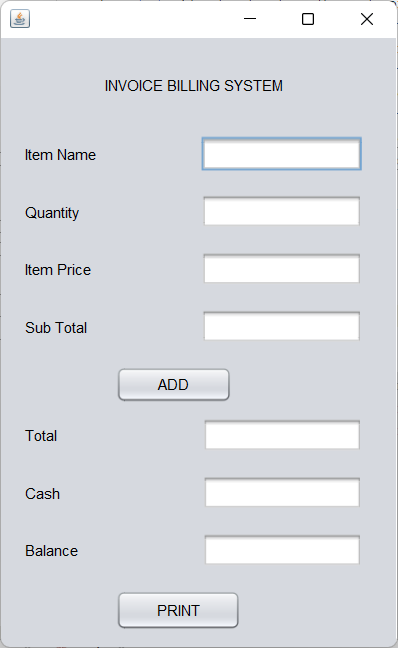 INVOICE BILLING SYSTEM
Item Name
Quantity
Item Price
Sub Total
ADD
Total
Cash
Balance
PRINT